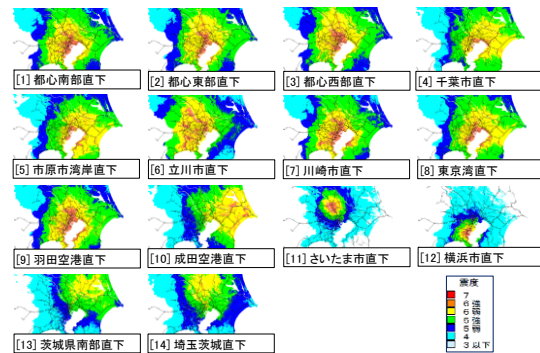 [1] 都心南部直下
[2] 都心東部直下
[3] 都心西部直下
[4] 千葉市直下
[5] 市原市湾岸直下
[6] 立川市直下
[7] 川崎市直下
[8] 東京湾直下
[9] 羽田空港直下
[10] 成田空港直下
[11] さいたま市直下
[12] 横浜市直下
[13] 茨城県南部直下
[14] 埼玉茨城直下
震度
7
6強
6弱
5強
5弱
4
3以下